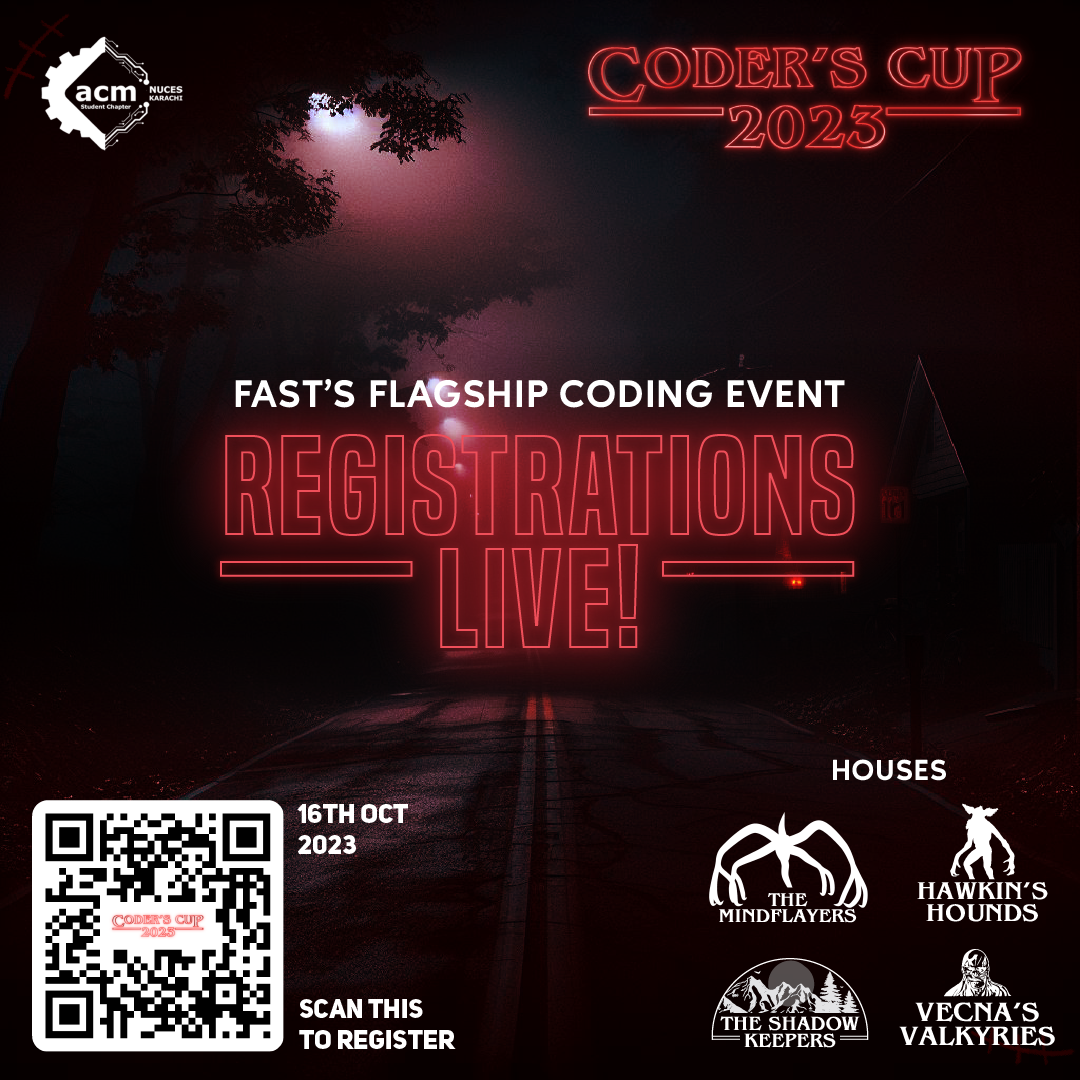 acm
Student Chapter
NUCES
KARACHI
CODER'S CUP
2023
FAST'S FLAGSHIP CODING EVENT
REGISTRATIONS
LIVE!
HOUSES
16TH OCT
2023
CODER'S CUP
2023
SCAN THIS
TO REGISTER
THE
MINDFLAYERS
HAWKIN'S
HOUNDS
THE SHADOW
KEEPERS
VECNA'S
VALKYRIES